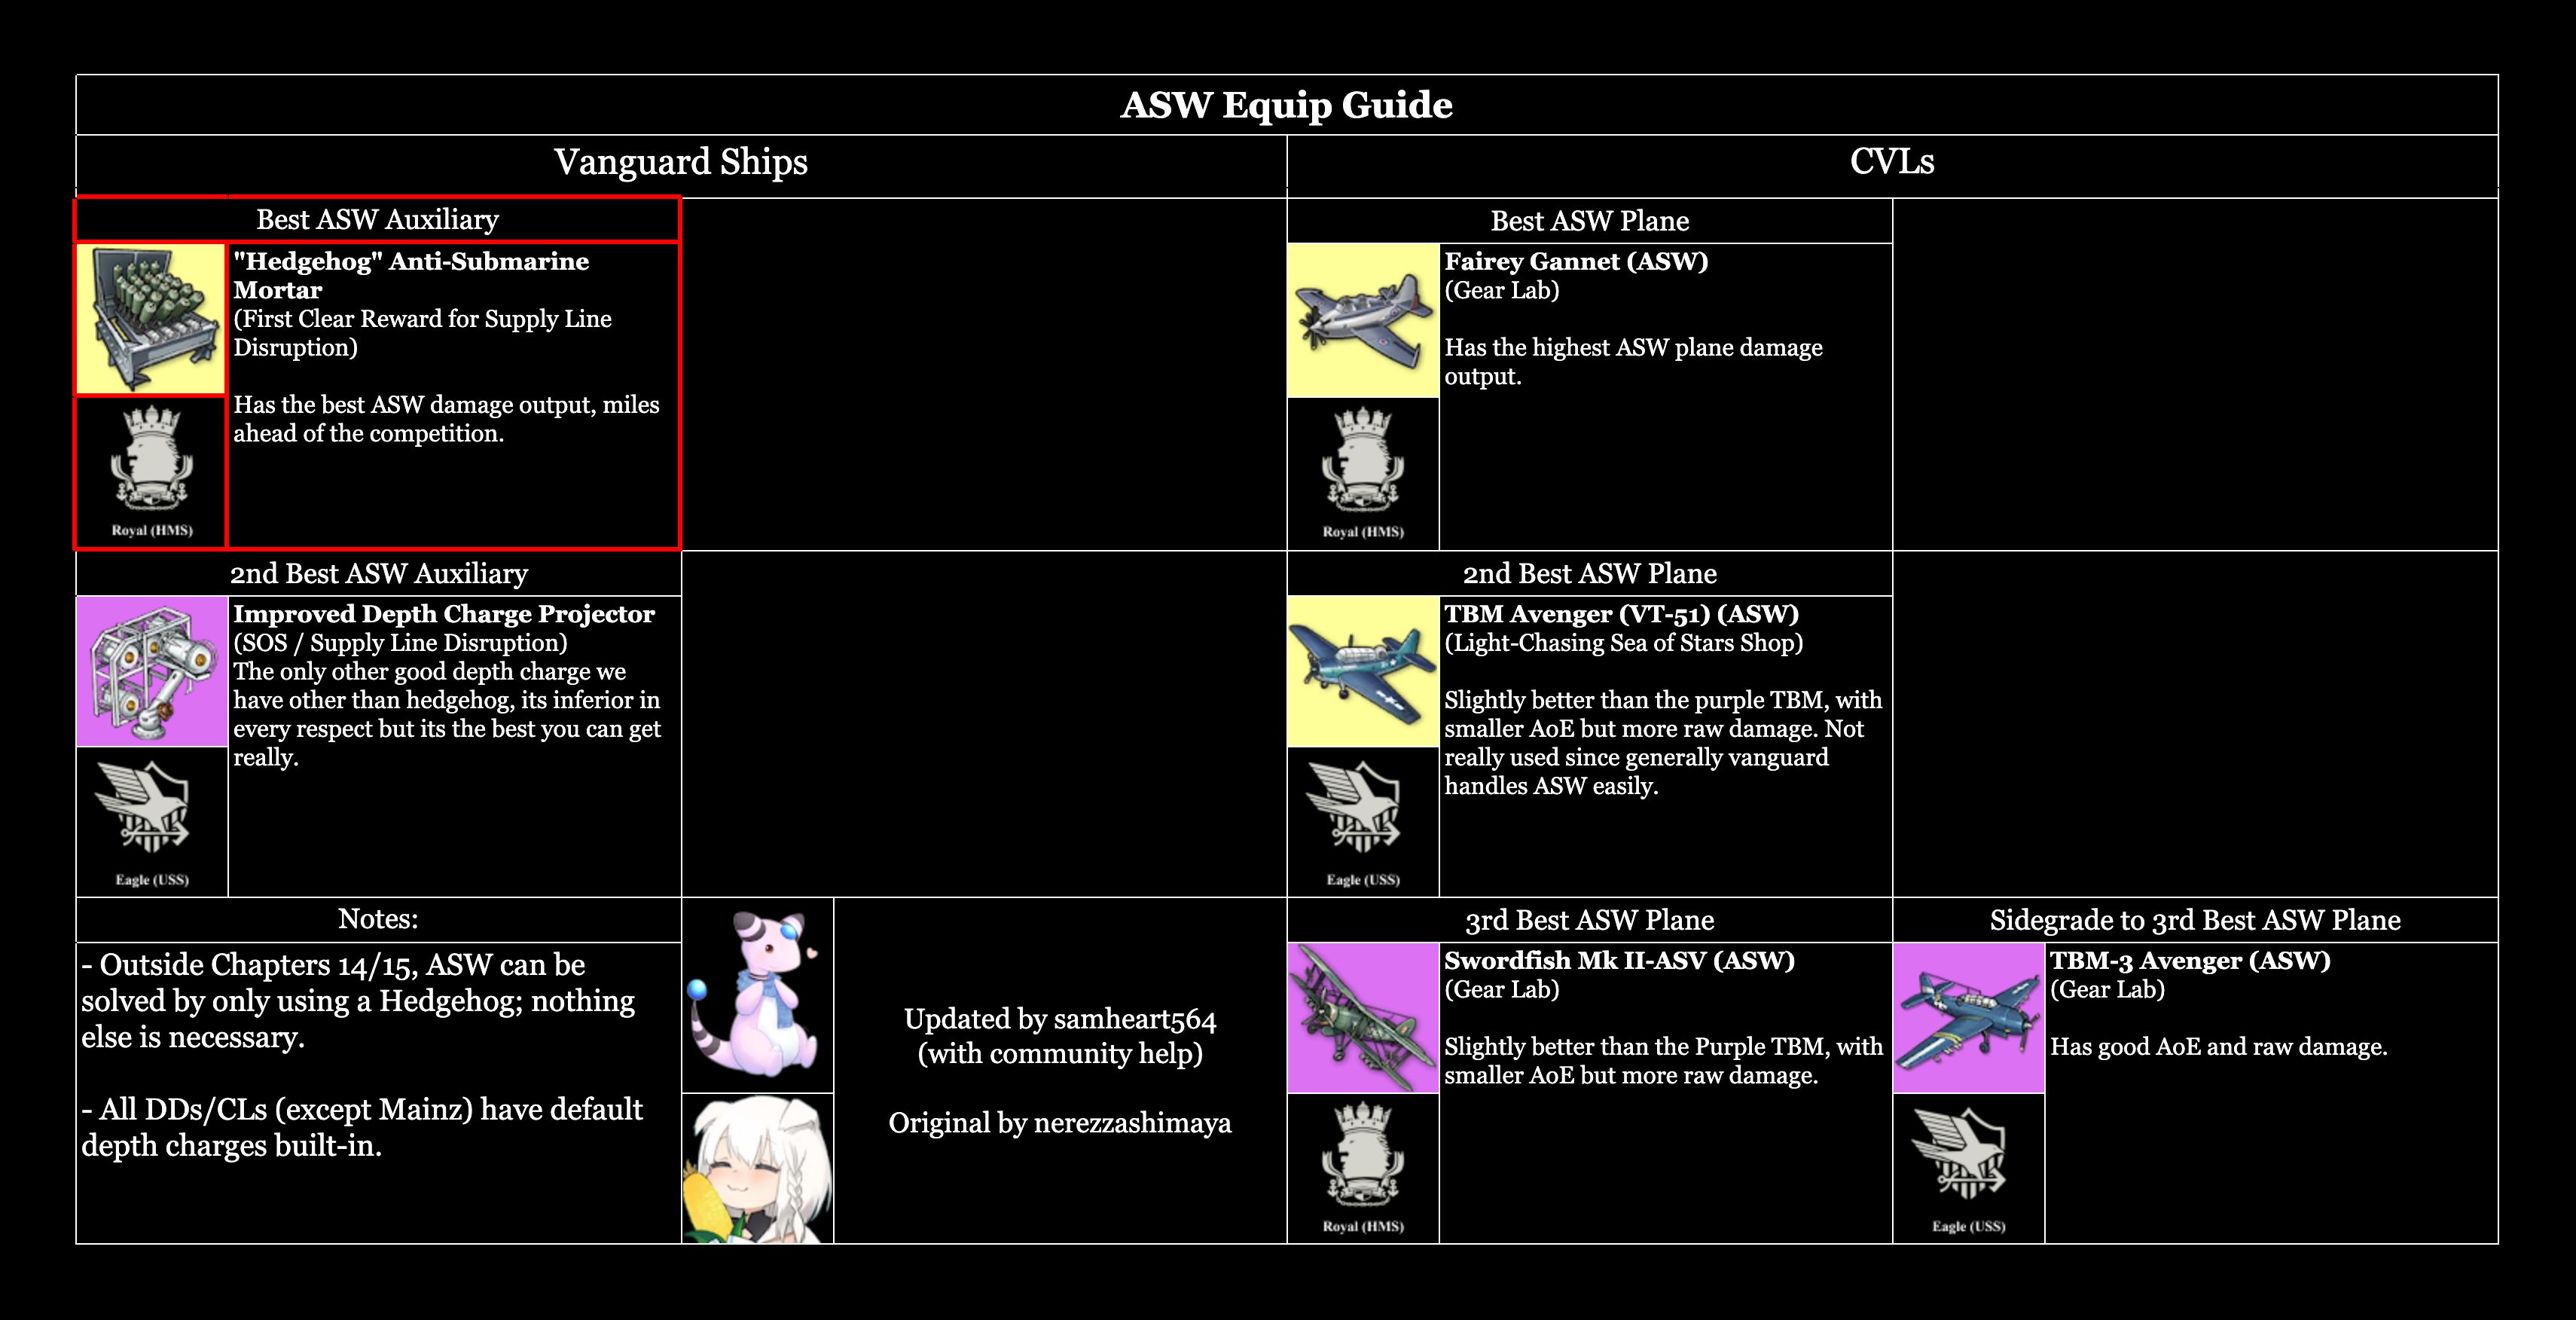 ASW Equip Guide
Vanguard Ships
CVLs
Best ASW Auxiliary
"Hedgehog" Anti-Submarine
Mortar
(First Clear Reward for Supply Line
Disruption)
Has the best ASW damage output, miles
ahead of the competition.
Royal (HMS)
Best ASW Plane
Fairey Gannet (ASW)
(Gear Lab)
Has the highest ASW plane damage
output.
Royal (HMS)
2nd Best ASW Auxiliary
Improved Depth Charge Projector
(SOS / Supply Line Disruption)
The only other good depth charge we
have other than hedgehog, its inferior in
every respect but its the best you can get
really.
Eagle (USS)
2nd Best ASW Plane
TBM Avenger (VT-51) (ASW)
(Light-Chasing Sea of Stars Shop)
Slightly better than the purple TBM, with
smaller AoE but more raw damage. Not
really used since generally vanguard
handles ASW easily.
Eagle (USS)
Notes:
- Outside Chapters 14/15, ASW can be
solved by only using a Hedgehog; nothing
else is necessary.
- All DDs/CLs (except Mainz) have default
depth charges built-in.
Updated by samheart564
(with community help)
Original by nerezzashimaya
3rd Best ASW Plane
Swordfish Mk II-ASV (ASW)
(Gear Lab)
Slightly better than the Purple TBM, with
smaller AoE but more raw damage.
Royal (HMS)
Sidegrade to 3rd Best ASW Plane
TBM-3 Avenger (ASW)
(Gear Lab)
Has good AoE and raw damage.
Eagle (USS)